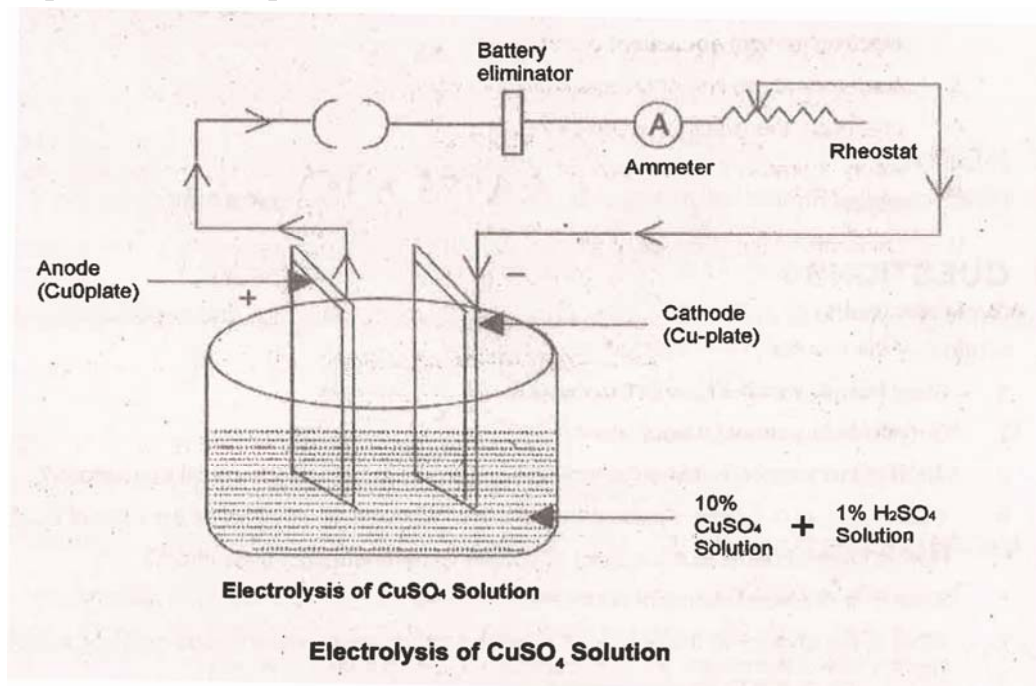 Battery
eliminator
A
Ammeter
Rheostat
Anode
(Cu0plate)
+
−
Cathode
(Cu-plate)
10%
CuSO₄
Solution
+
1% H₂SO₄
Solution
Electrolysis of CuSO₄ Solution
Electrolysis of CuSO₄ Solution